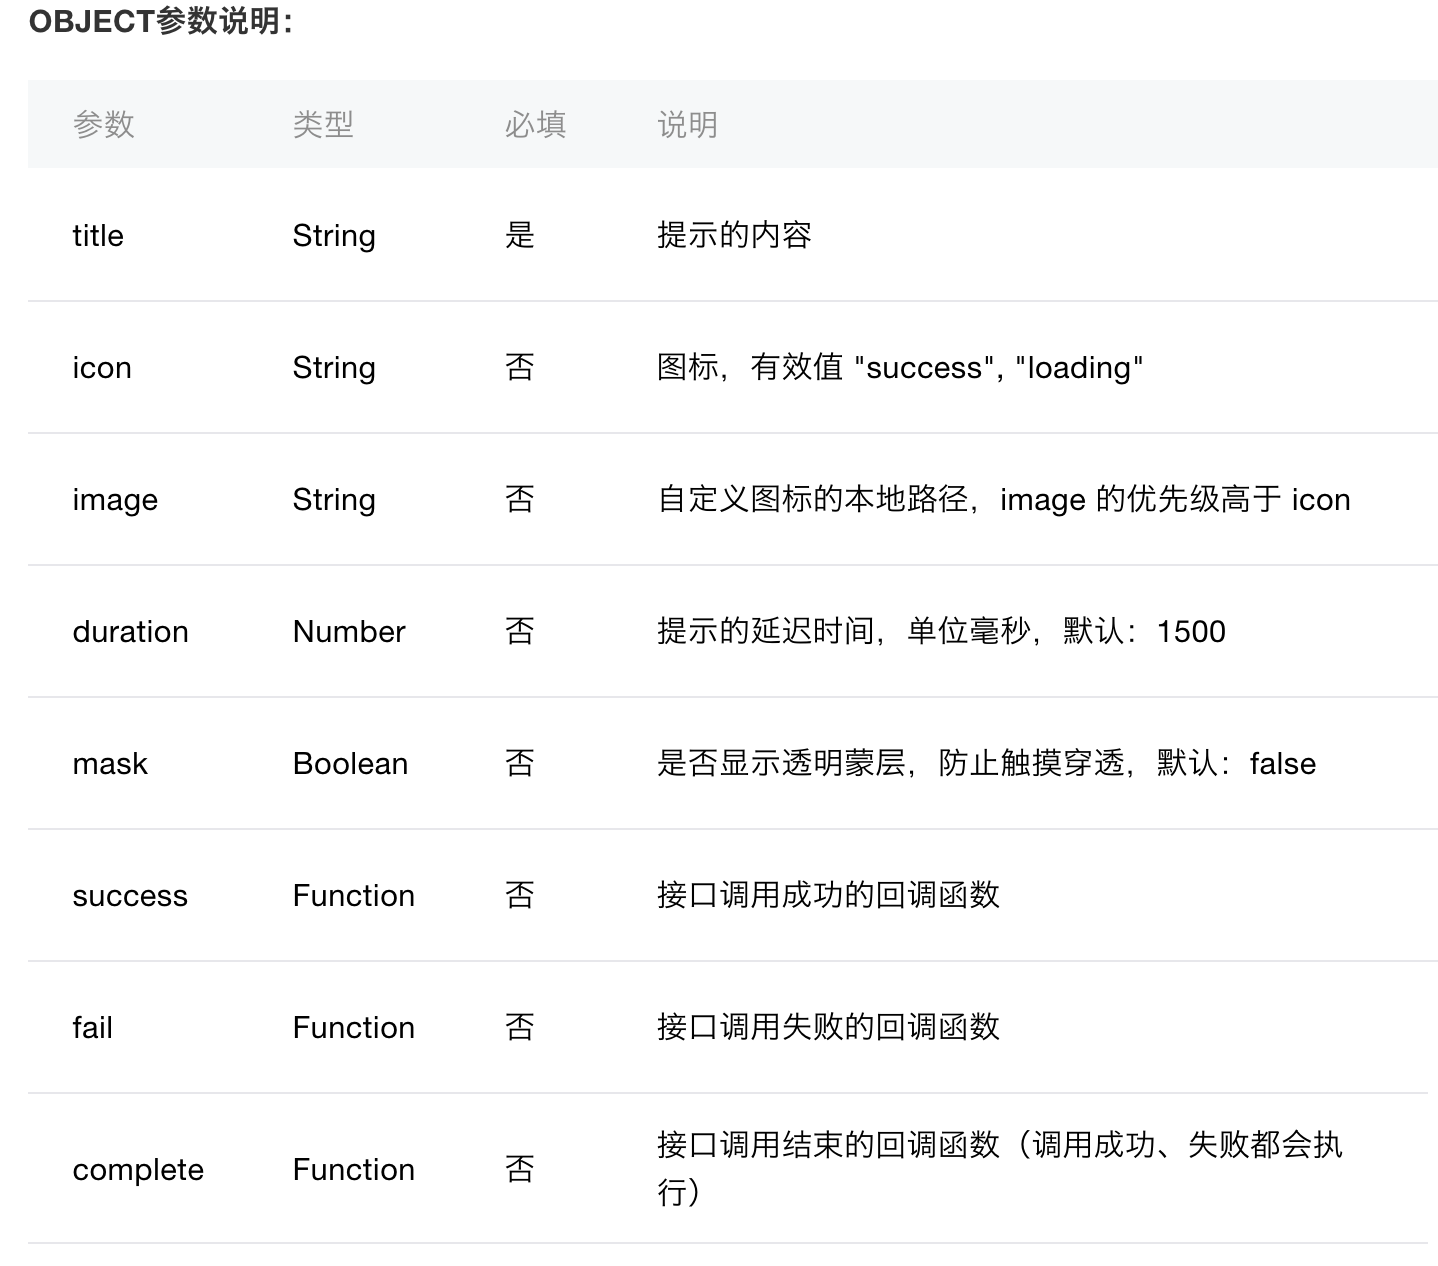 OBJECT参数说明：
参数 类型 必填 说明
title String 是 提示的内容
icon String 否 图标，有效值 "success", "loading"
image String 否 自定义图标的本地路径，image 的优先级高于 icon
duration Number 否 提示的延迟时间，单位毫秒，默认：1500
mask Boolean 否 是否显示透明蒙层，防止触摸穿透，默认：false
success Function 否 接口调用成功的回调函数
fail Function 否 接口调用失败的回调函数
complete Function 否 接口调用结束的回调函数（调用成功、失败都会执
行）